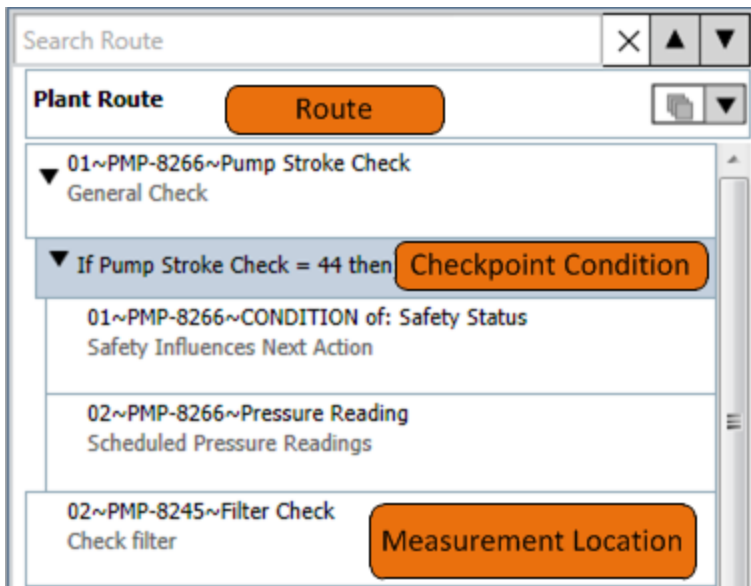 Search Route
Plant Route
Route
01~PMP-8266~Pump Stroke Check
General Check
If Pump Stroke Check = 44 then
Checkpoint Condition
01~PMP-8266~CONDITION of: Safety Status
Safety Influences Next Action
02~PMP-8266~Pressure Reading
Scheduled Pressure Readings
02~PMP-8245~Filter Check
Check filter
Measurement Location